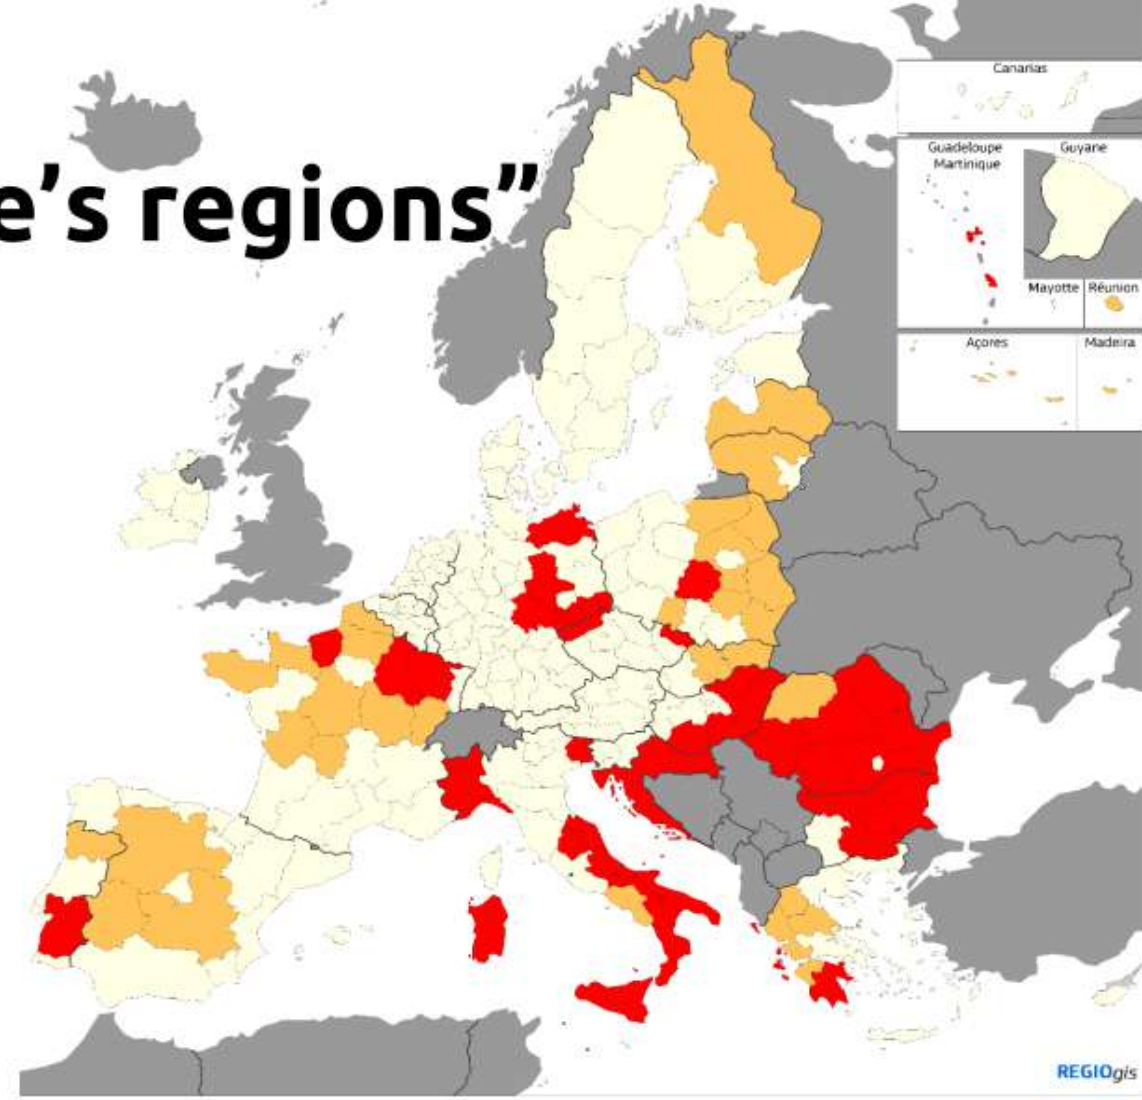 e’s regions”
Canarias
Guadeloupe
Martinique
Guyane
Mayotte
Réunion
Açores
Madeira
REGIOgis